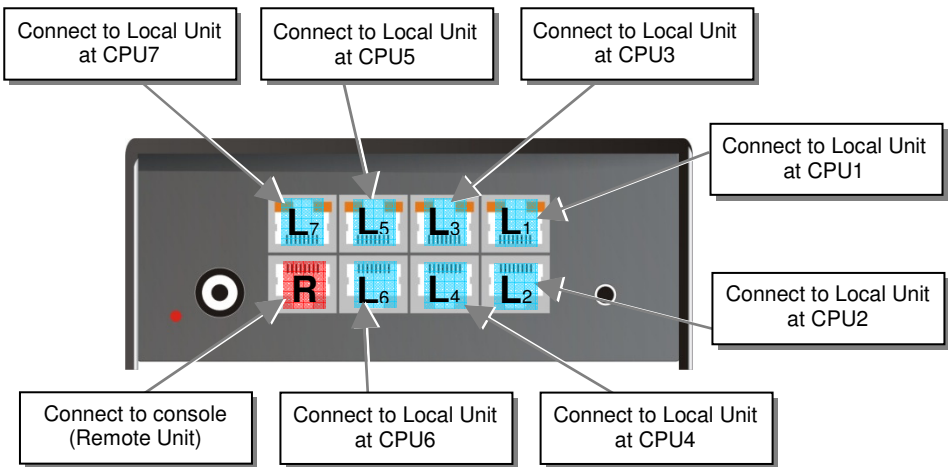 Connect to Local Unit
at CPU7
Connect to Local Unit
at CPU5
Connect to Local Unit
at CPU3
Connect to Local Unit
at CPU1
L7
L5
L3
L1
R
L6
L4
L2
Connect to Local Unit
at CPU2
Connect to console
(Remote Unit)
Connect to Local Unit
at CPU6
Connect to Local Unit
at CPU4